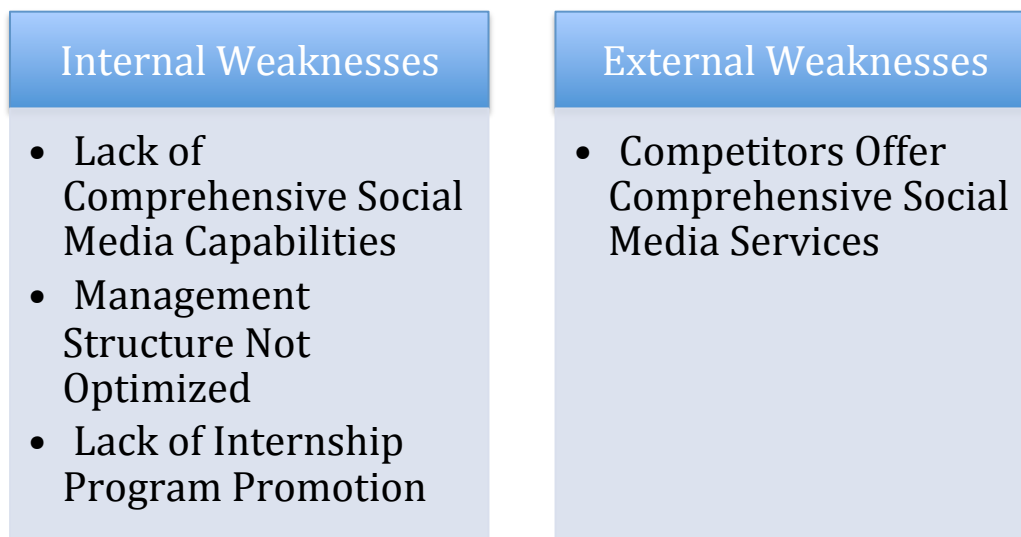 Internal Weaknesses
• Lack of
Comprehensive Social
Media Capabilities
• Management
Structure Not
Optimized
• Lack of Internship
Program Promotion
External Weaknesses
• Competitors Offer
Comprehensive Social
Media Services